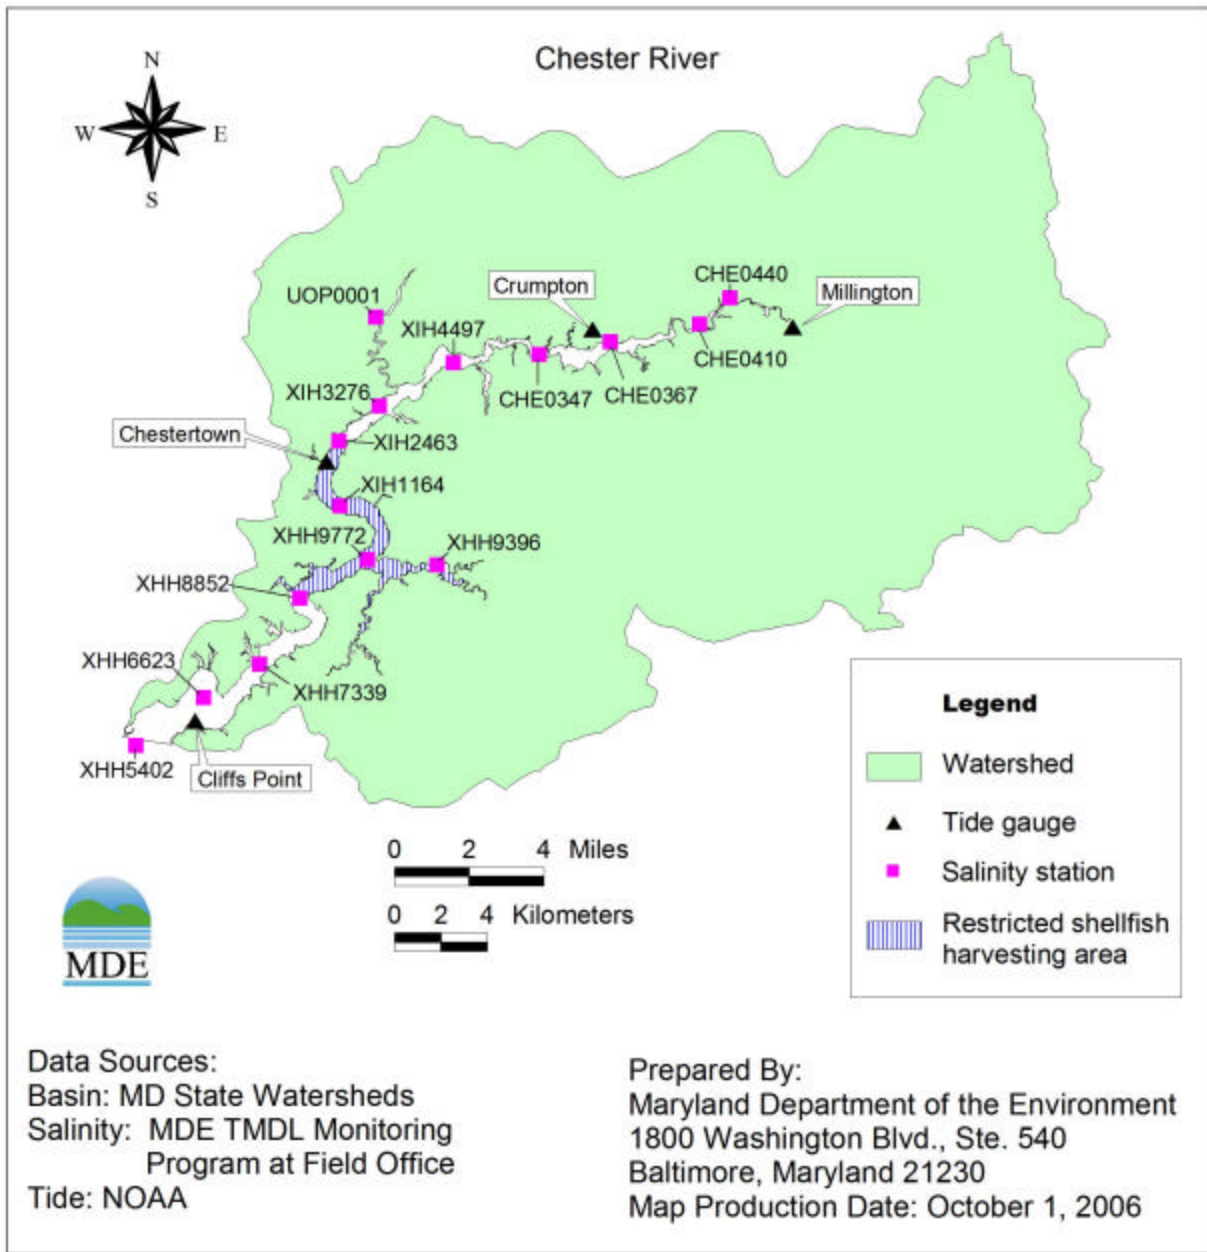 Chester River
N
W
E
S
CHE0440
Crumpton
Millington
UOP0001
XIH4497
CHE0410
CHE0347
CHE0367
XIH3276
Chestertown
XIH2463
XIH1164
XHH9772
XHH9396
XHH8852
XHH6623
XHH7339
XHH5402
Cliffs Point
Legend
Watershed
Tide gauge
Salinity station
Restricted shellfish
harvesting area
0 2 4 Miles
0 2 4 Kilometers
MDE
Data Sources:
Basin: MD State Watersheds
Salinity: MDE TMDL Monitoring
Program at Field Office
Tide: NOAA
Prepared By:
Maryland Department of the Environment
1800 Washington Blvd., Ste. 540
Baltimore, Maryland 21230
Map Production Date: October 1, 2006